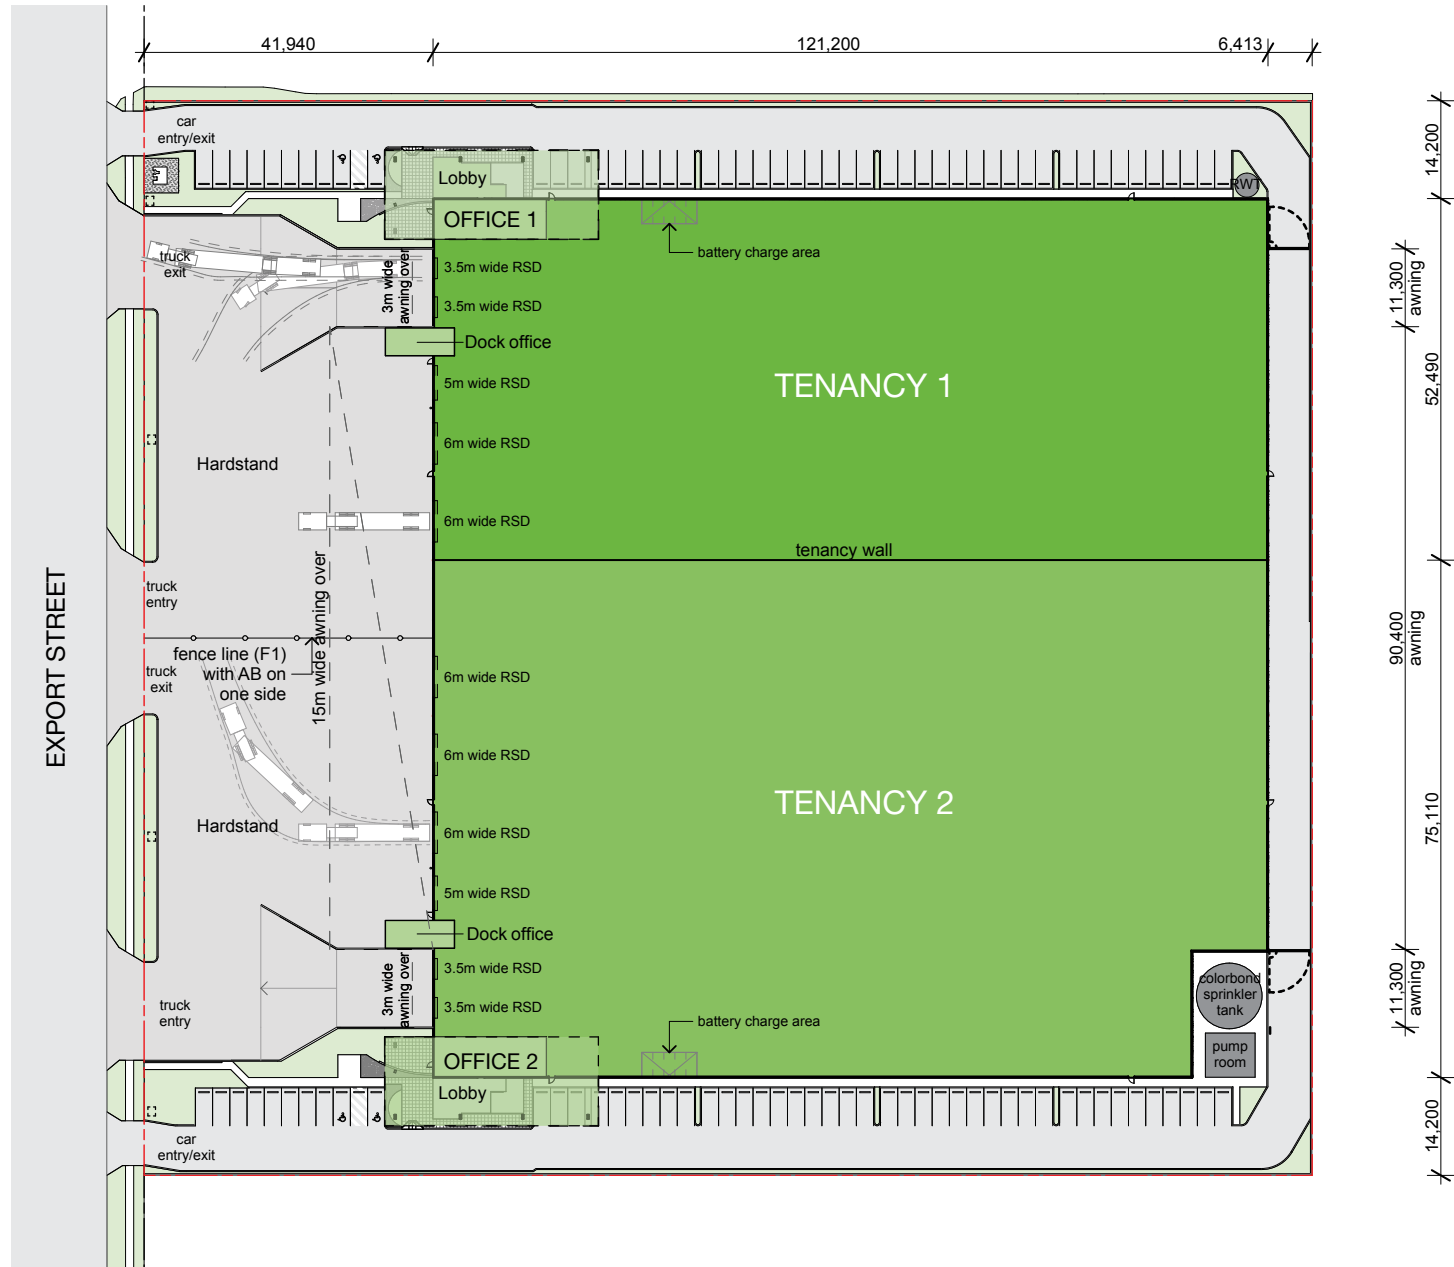 41,940
121,200
6,413
car
entry/exit
Lobby
RWT
14,200
OFFICE 1
battery charge area
truck
exit
3m wide
awning over
3.5m wide RSD
3.5m wide RSD
11,300
awning
Dock office
5m wide RSD
TENANCY 1
52,490
6m wide RSD
Hardstand
6m wide RSD
tenancy wall
15m wide awning over
truck
entry
EXPORT STREET
fence line (F1)
with AB on
one side
truck
exit
6m wide RSD
90,400
awning
6m wide RSD
TENANCY 2
Hardstand
6m wide RSD
75,110
5m wide RSD
Dock office
3m wide
awning over
3.5m wide RSD
3.5m wide RSD
colorbond
sprinkler
tank
11,300
awning
truck
entry
battery charge area
pump
room
OFFICE 2
Lobby
car
entry/exit
14,200